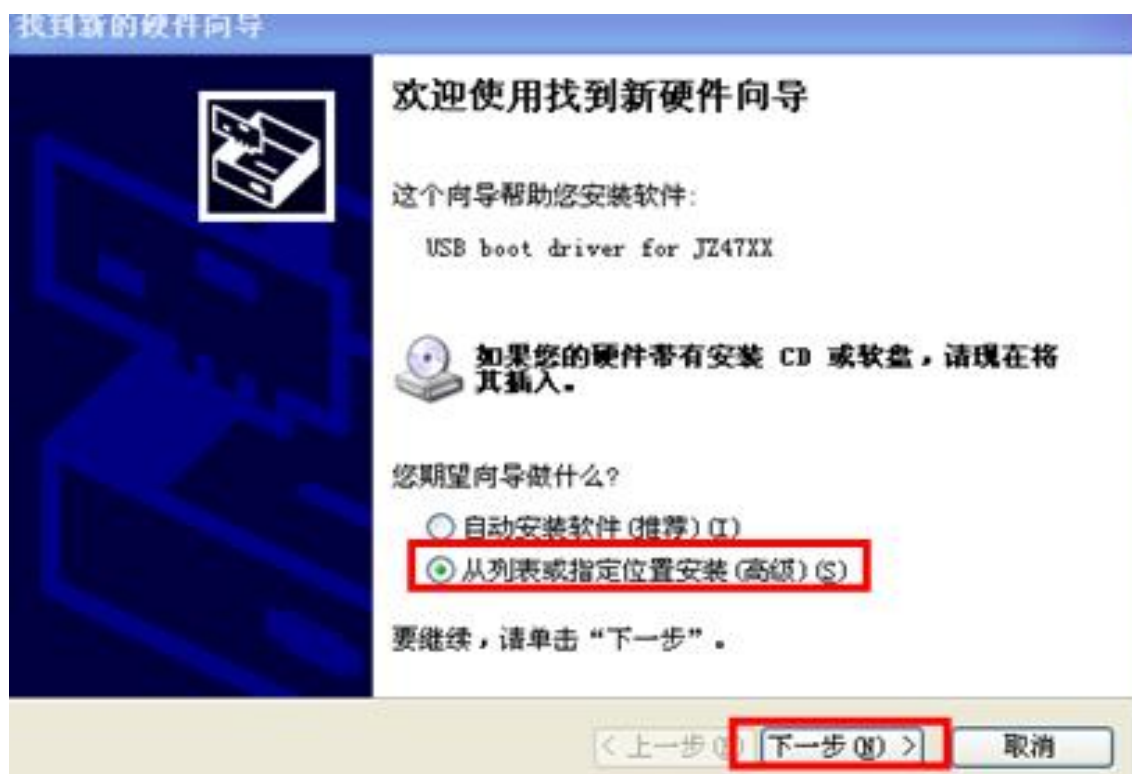 找到新的硬件向导
欢迎使用找到新硬件向导
这个向导帮助您安装软件:
USB boot driver for JZ47XX
如果您的硬件带有安装 CD 或软盘，请现在将
其插入。
您期望向导做什么?
自动安装软件(推荐)(I)
从列表或指定位置安装(高级)(S)
要继续，请单击“下一步”。
<上一步(B) 下一步(N) > 取消